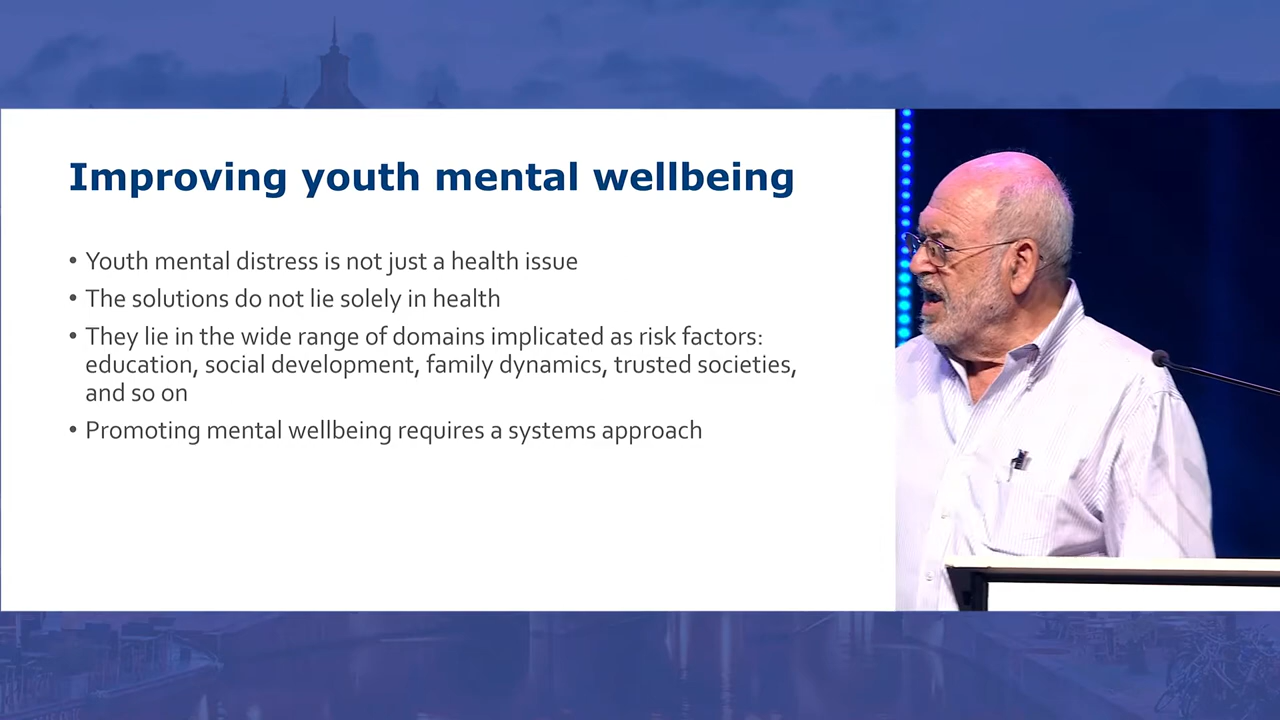 Improving youth mental wellbeing
• Youth mental distress is not just a health issue
• The solutions do not lie solely in health
• They lie in the wide range of domains implicated as risk factors:
education, social development, family dynamics, trusted societies,
and so on
• Promoting mental wellbeing requires a systems approach